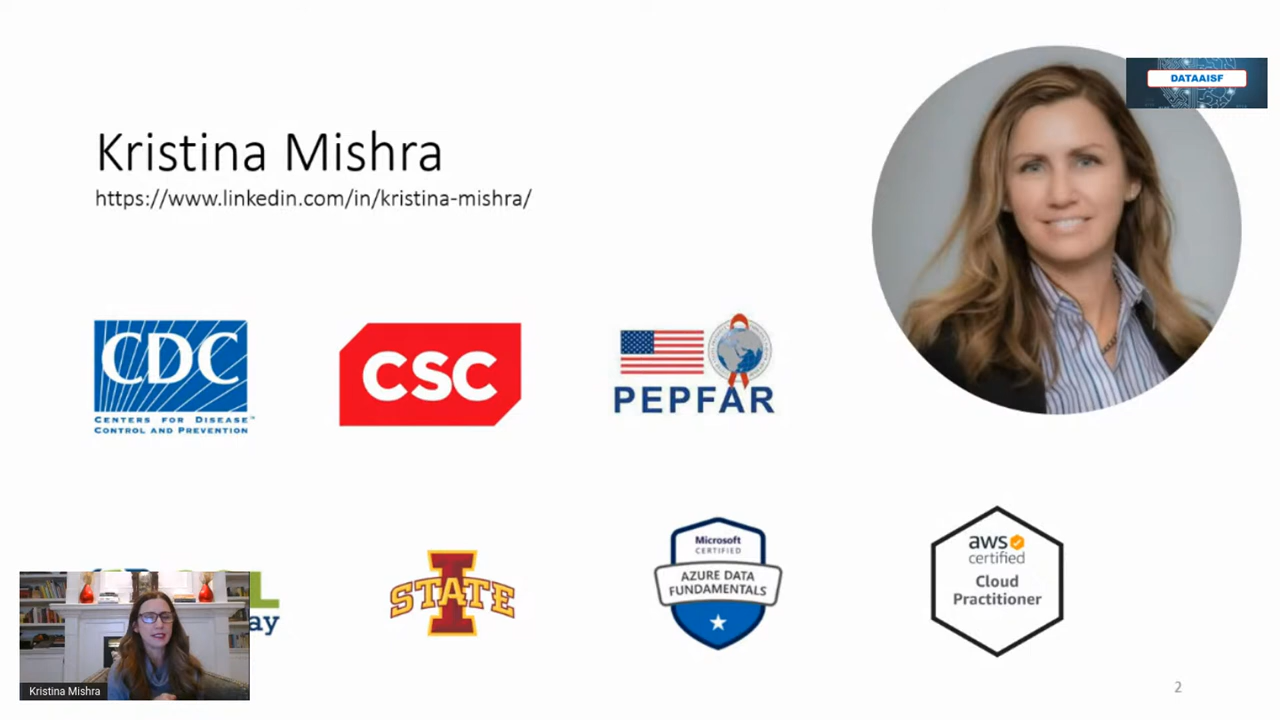 DATAAISF
Kristina Mishra
https://www.linkedin.com/in/kristina-mishra/
CDC
CENTERS FOR DISEASE™
CONTROL AND PREVENTION
CSC
PEPFAR
STATE
Microsoft
CERTIFIED
AZURE DATA
FUNDAMENTALS
aws
certified
Cloud
Practitioner
Kristina Mishra
2